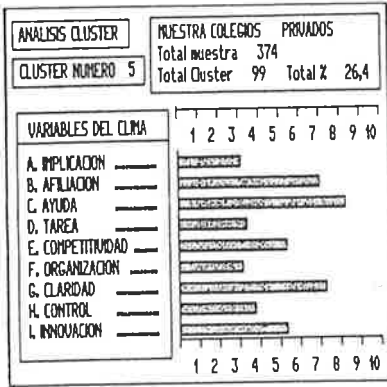 ANALISIS CLUSTER
CLUSTER NUMERO 5
MUESTRA COLEGIOS PRIVADOS
Total muestra 374
Total Cluster 99 Total % 26,4
VARIABLES DEL CLIMA
1 2 3 4 5 6 7 8 9 10
A. IMPLICACION
B. AFILIACION
C. AYUDA
D. TAREA
E. COMPETITIVIDAD
F. ORGANIZACION
G. CLARIDAD
H. CONTROL
I. INNOVACION
1 2 3 4 5 6 7 8 9 10